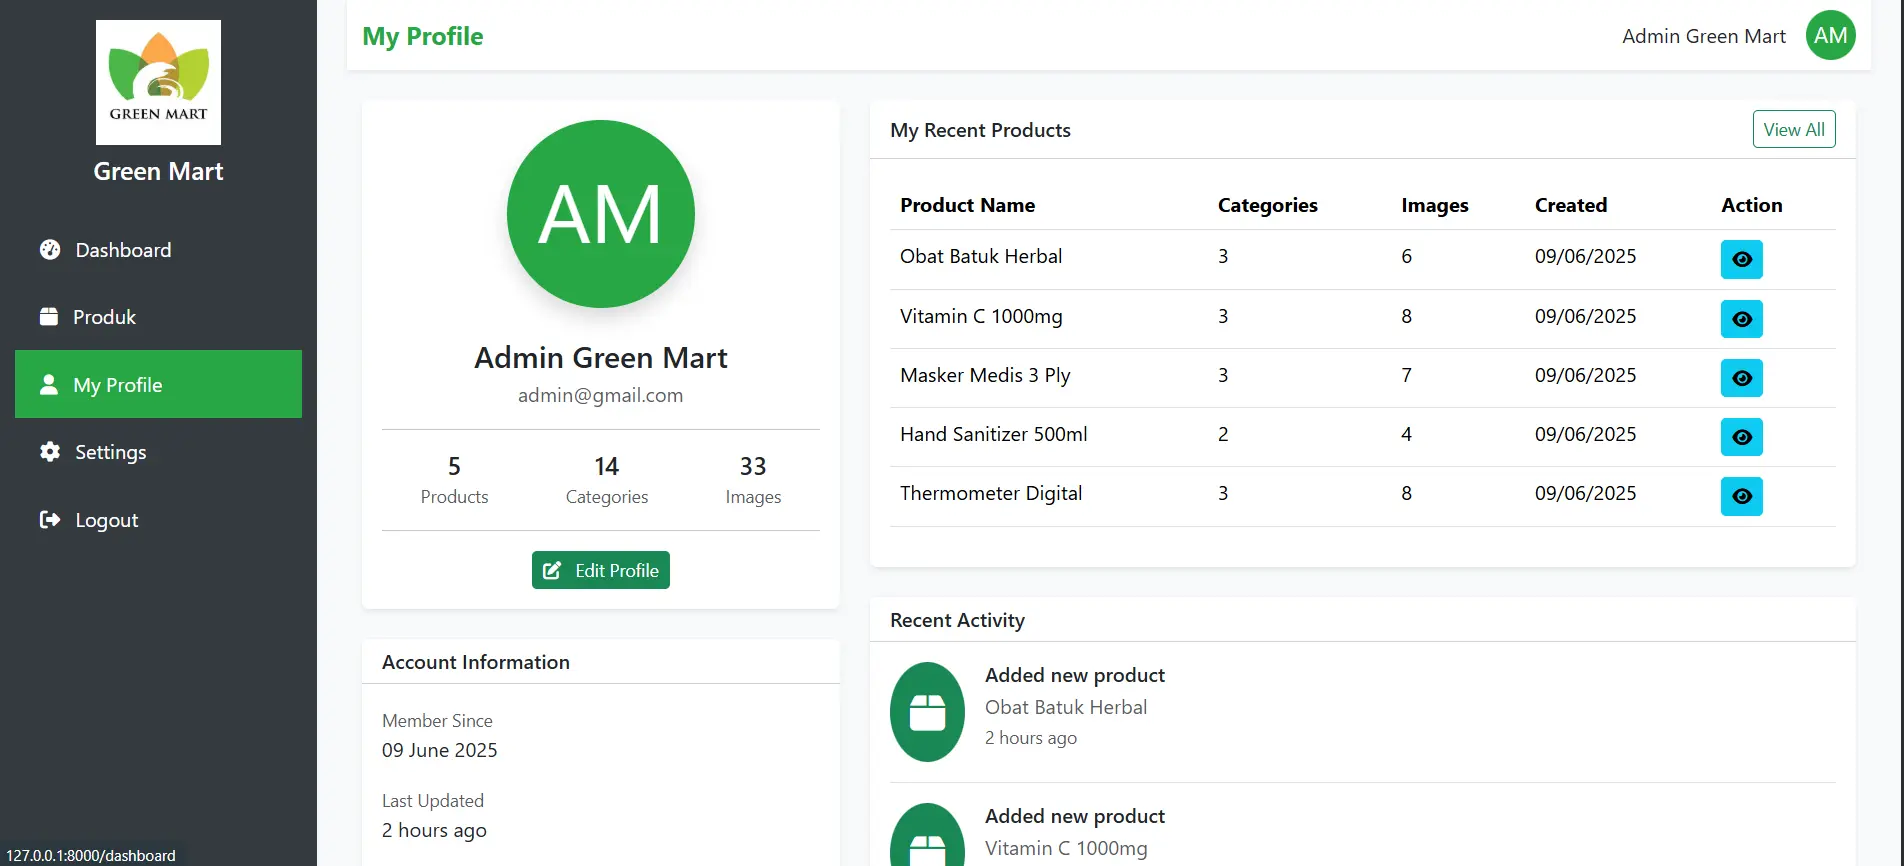 GREEN MART
Green Mart
Dashboard
Produk
My Profile
Settings
Logout
127.0.0.1:8000/dashboard
My Profile
Admin Green Mart AM
AM
Admin Green Mart
admin@gmail.com
5 14 33
Products Categories Images
Edit Profile
Account Information
Member Since
09 June 2025
Last Updated
2 hours ago
My Recent Products View All
Product Name Categories Images Created Action
Obat Batuk Herbal 3 6 09/06/2025
Vitamin C 1000mg 3 8 09/06/2025
Masker Medis 3 Ply 3 7 09/06/2025
Hand Sanitizer 500ml 2 4 09/06/2025
Thermometer Digital 3 8 09/06/2025
Recent Activity
Added new product
Obat Batuk Herbal
2 hours ago
Added new product
Vitamin C 1000mg